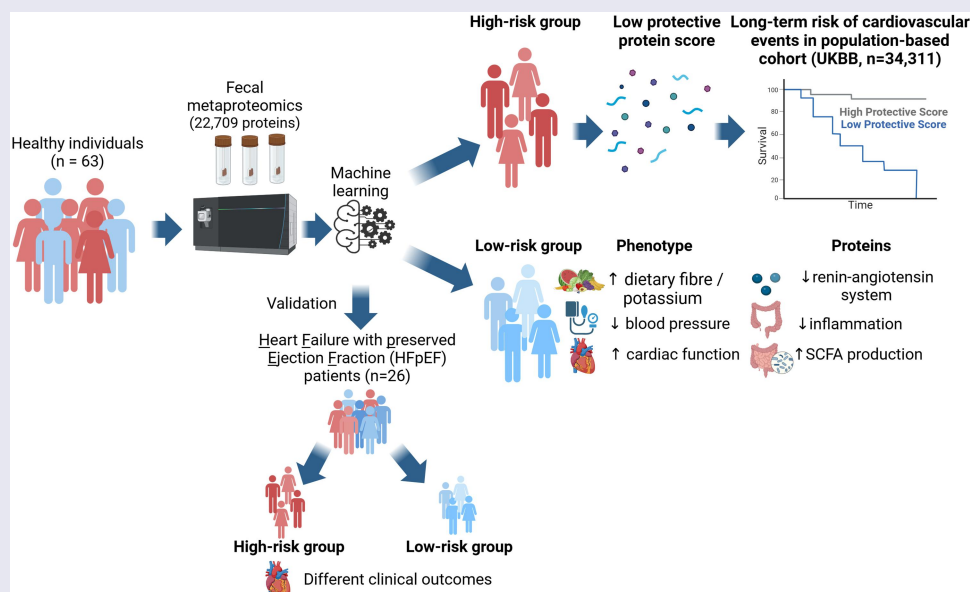 Healthy individuals
(n = 63)
Fecal
metaproteomics
(22,709 proteins)
Machine
learning
High-risk group
Low protective
protein score
Long-term risk of cardiovascular
events in population-based
cohort (UKBB, n=34,311)
Survival
100
80
60
40
20
0
High Protective Score
Low Protective Score
Time
Low-risk group
Phenotype
↑ dietary fibre /
potassium
↓ blood pressure
↑ cardiac function
Proteins
↓renin-angiotensin
system
↓inflammation
↑SCFA production
Validation
Heart Failure with preserved
Ejection Fraction (HFpEF)
patients (n=26)
High-risk group
Low-risk group
Different clinical outcomes